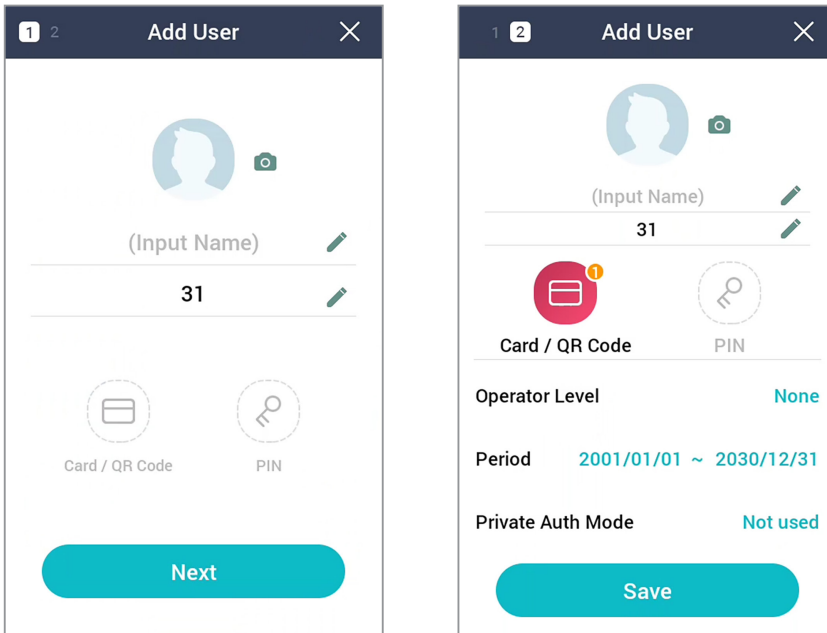 1 2 Add User
(Input Name)
31
Card / QR Code PIN
Next
1 2 Add User
(Input Name)
31
1
Card / QR Code PIN
Operator Level None
Period 2001/01/01 ~ 2030/12/31
Private Auth Mode Not used
Save